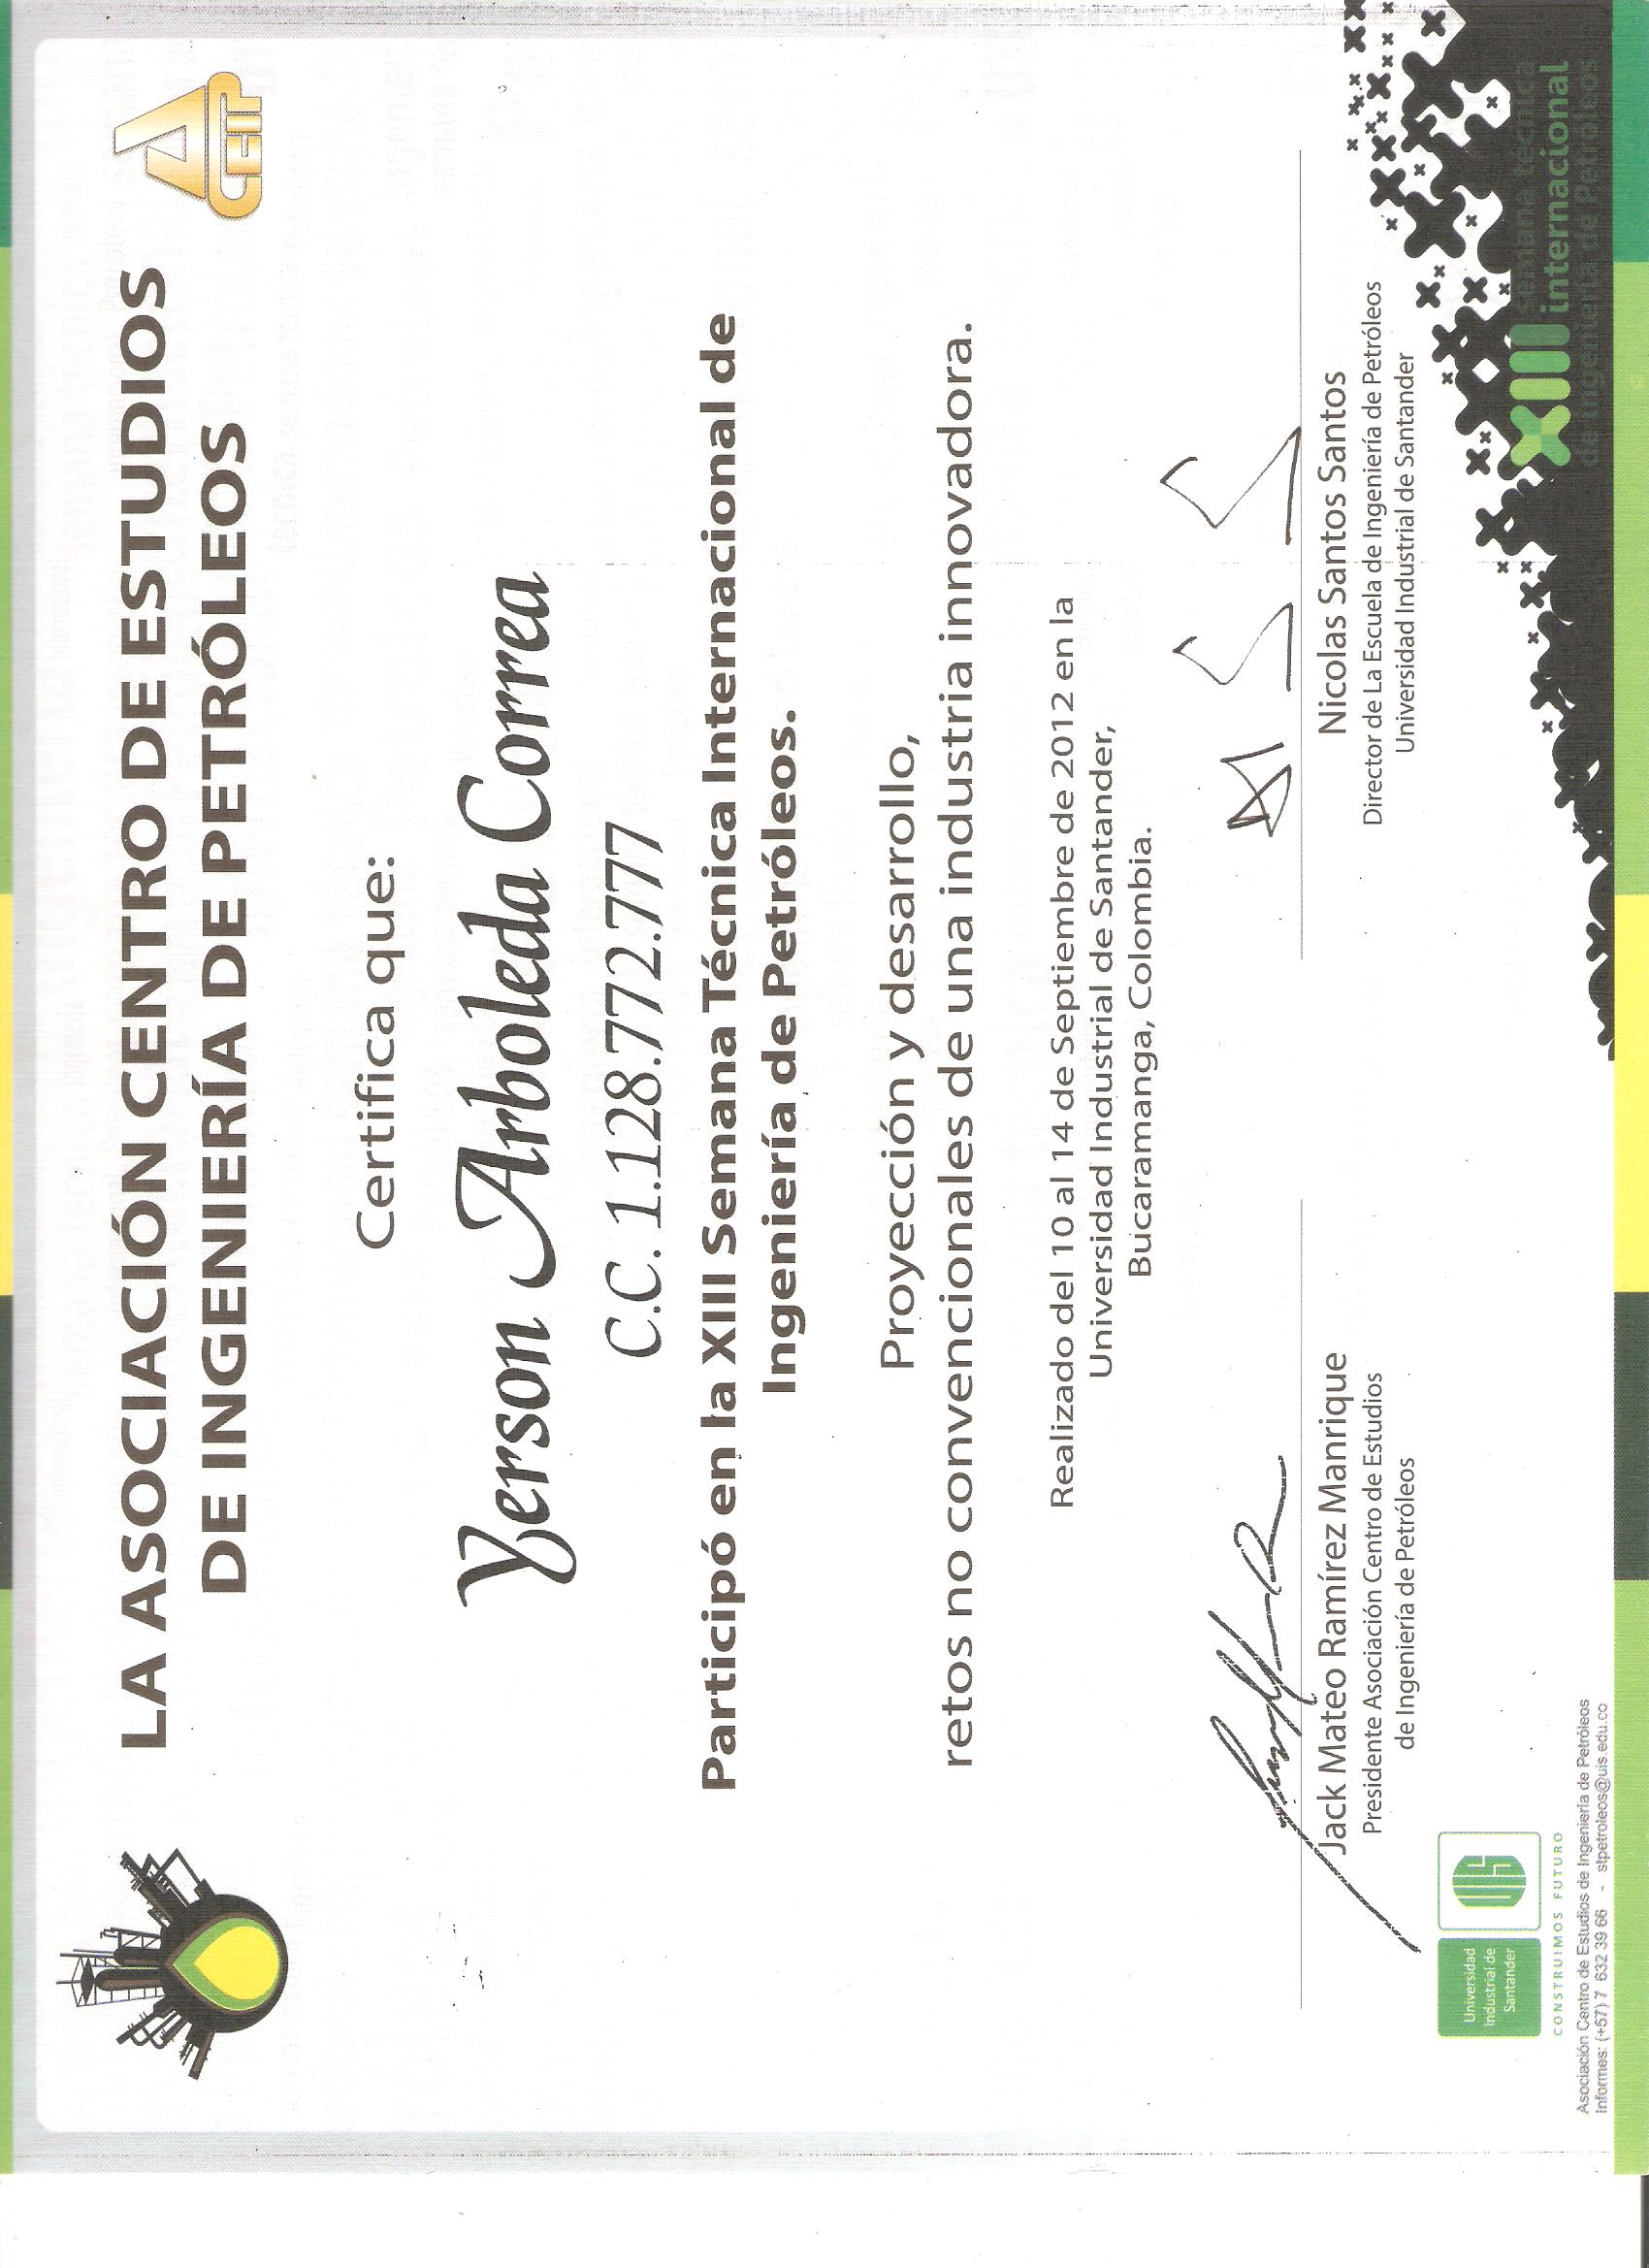 LA ASOCIACIÓN CENTRO DE ESTUDIOS
DE INGENIERÍA DE PETRÓLEOS
ACEIP
Certifica que:
Yerson Arboleda Correa
C.C. 1.128.772.777
Participó en la XIII Semana Técnica Internacional de
Ingeniería de Petróleos.
Proyección y desarrollo,
retos no convencionales de una industria innovadora.
Realizado del 10 al 14 de Septiembre de 2012 en la
Universidad Industrial de Santander,
Bucaramanga, Colombia.
Jack Mateo Ramírez Manrique
Presidente Asociación Centro de Estudios
de Ingeniería de Petróleos
Nicolas Santos Santos
Director de La Escuela de Ingeniería de Petróleos
Universidad Industrial de Santander
Universidad
Industrial de
Santander
UIS
CONSTRUIMOS FUTURO
Asociación Centro de Estudios de Ingeniería de Petróleos
Informes: (+57) 7 632 39 66 - stpetroleos@uis.edu.co
XIII semana técnica
internacional
de Ingeniería de Petróleos